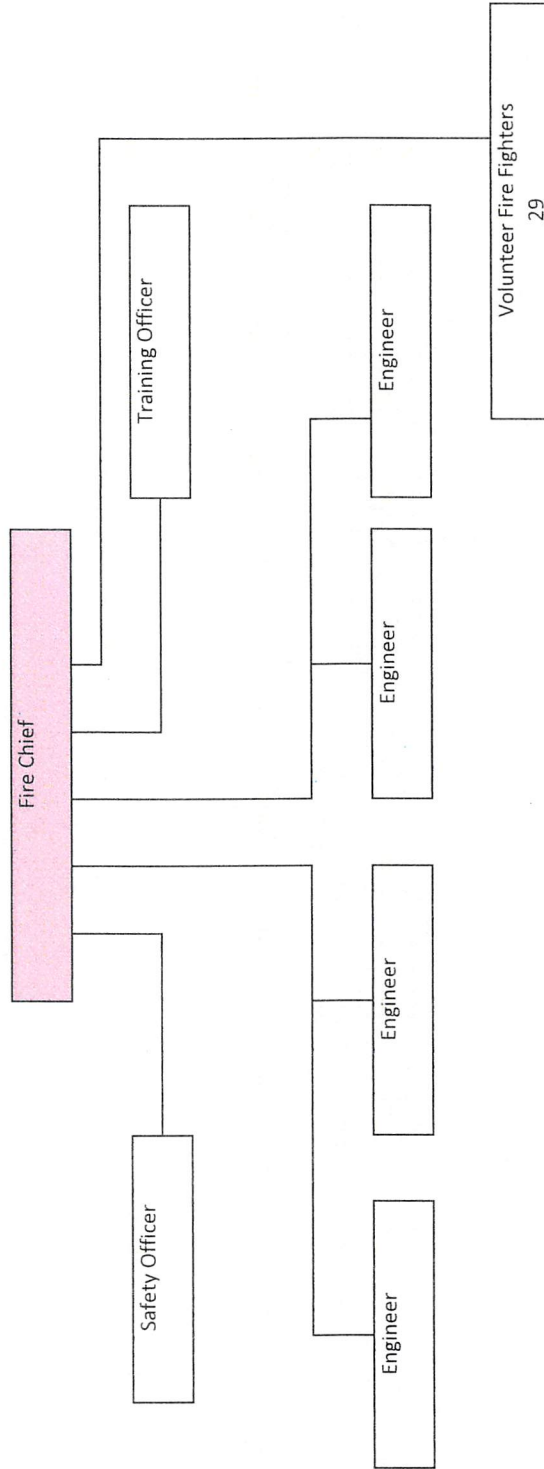 Fire Chief
Safety Officer
Training Officer
Engineer
Engineer
Engineer
Engineer
Volunteer Fire Fighters
29